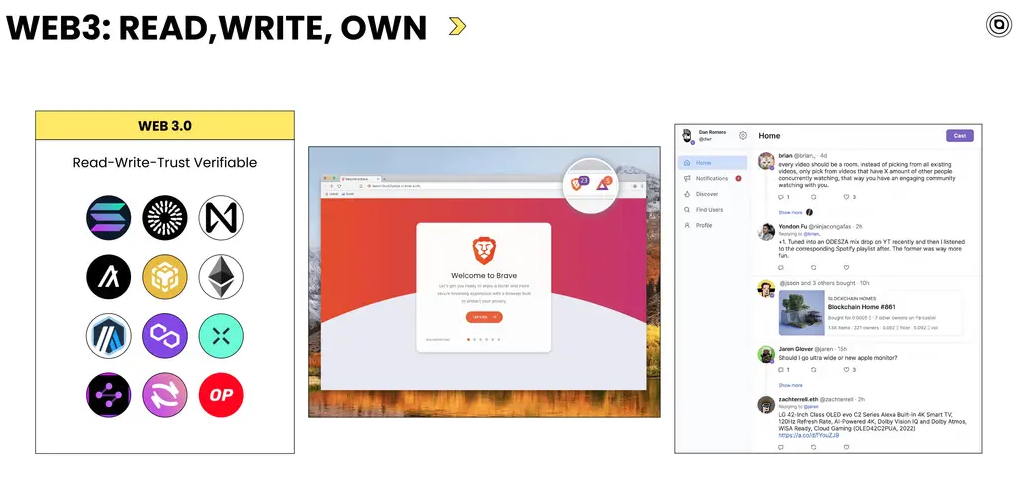 WEB3: READ,WRITE, OWN
WEB 3.0
Read-Write-Trust Verifiable
OP
23
5
Welcome to Brave
Let's get you ready to enjoy a faster and more
secure browsing experience with a browser built
to protect your privacy.
Let's go
Dan Romero
@dwr
Home
Notifications
Discover
Find Users
Profile
Home
Cast
brian @brian_ · 4d
every video should be a room. instead of picking from all existing
videos, only pick from videos that have X amount of other people
concurrently watching, that way you have an engaging community
watching with you.
1
3
Show more
Yondon Fu @ninjacongafas · 2h
Replying to @brian_
+1. Tuned into an ODESZA mix drop on YT recently and then I listened
to the corresponding Spotify playlist after. The former was way more
fun.
@json and 3 others bought · 10h
BLOCKCHAIN HOMES
Blockchain Home #861
Bought for 0.0005 · 7 other owners on Farcaster
1.5K items · 221 owners · 0.002 floor · 0.092 vol
Jaren Glover @jaren · 15h
Should I go ultra wide or new apple monitor?
1
3
Show more
zachterrell.eth @zachterrell · 2h
Replying to @jaren
LG 42-Inch Class OLED evo C2 Series Alexa Built-in 4K Smart TV,
120Hz Refresh Rate, AI-Powered 4K, Dolby Vision IQ and Dolby Atmos,
WiSA Ready, Cloud Gaming (OLED42C2PUA, 2022)